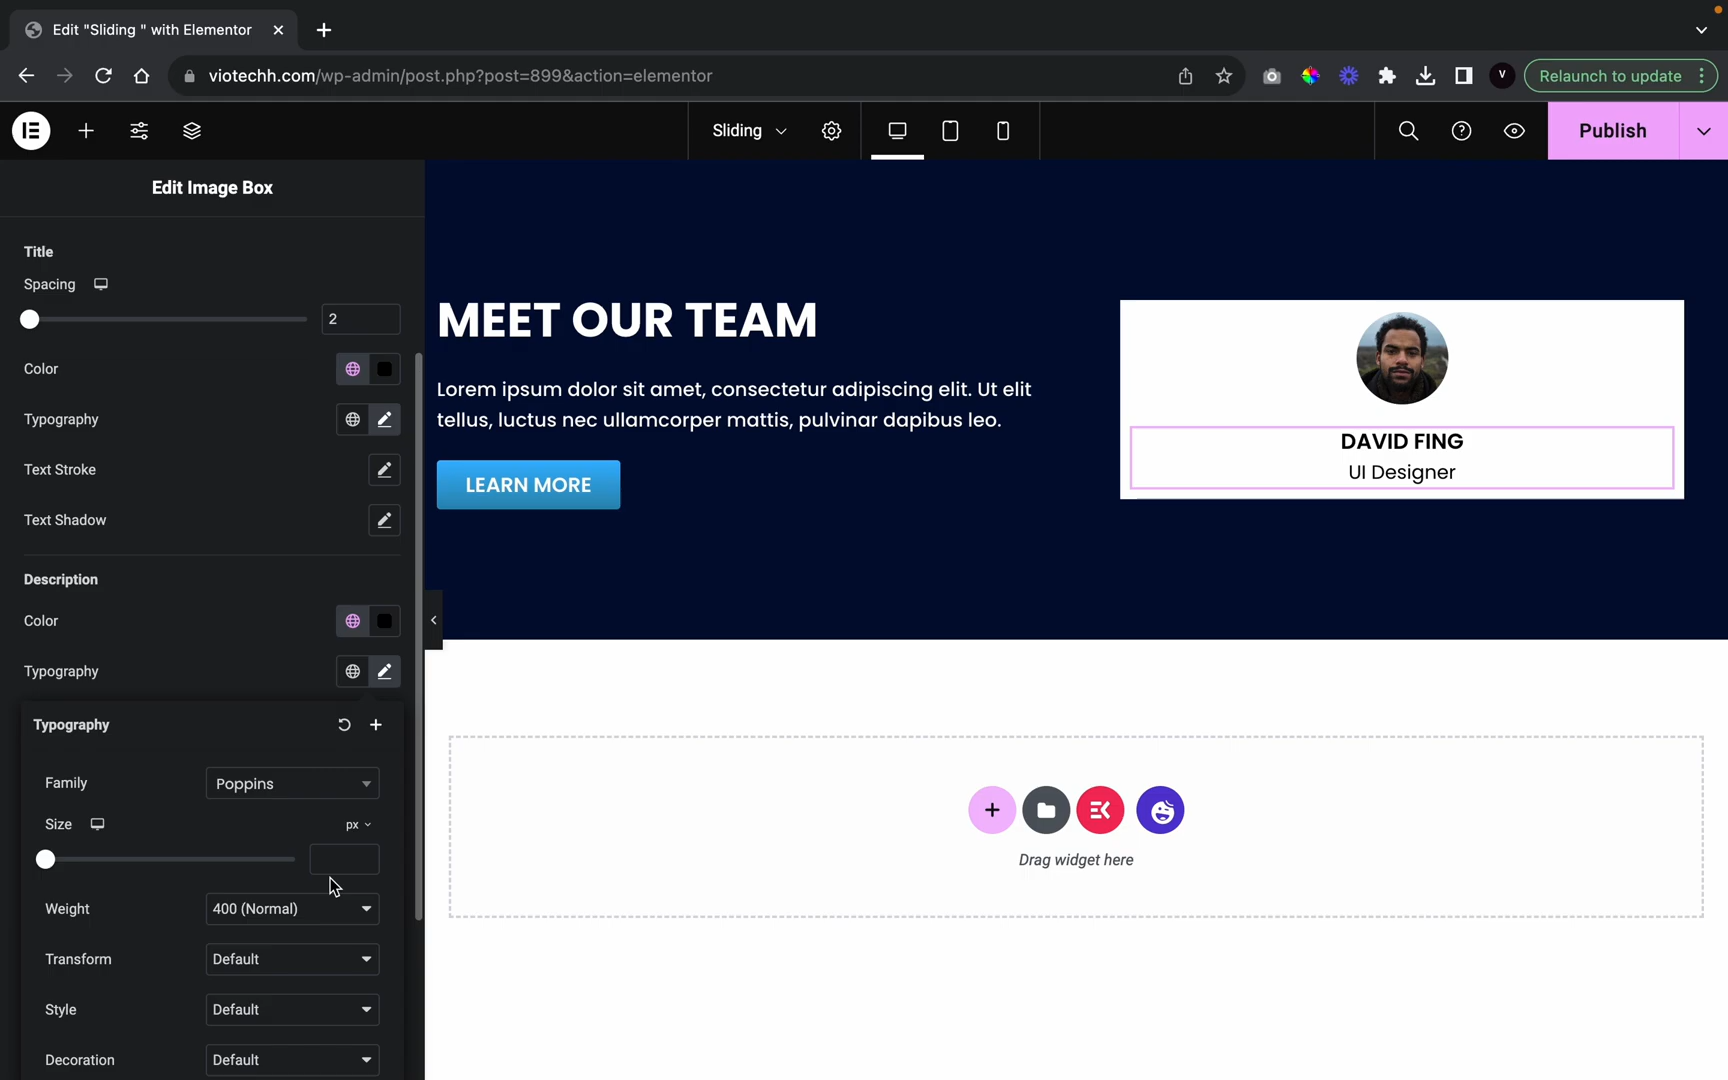 Edit "Sliding " with Elementor
viotechh.com/wp-admin/post.php?post=899&action=elementor
V
Relaunch to update
Sliding
Publish
Edit Image Box
Title
Spacing
2
Color
Typography
Text Stroke
Text Shadow
Description
Color
Typography
Typography
Family
Poppins
Size
px
Weight
400 (Normal)
Transform
Default
Style
Default
Decoration
Default
MEET OUR TEAM
Lorem ipsum dolor sit amet, consectetur adipiscing elit. Ut elit
tellus, luctus nec ullamcorper mattis, pulvinar dapibus leo.
LEARN MORE
DAVID FING
UI Designer
Drag widget here